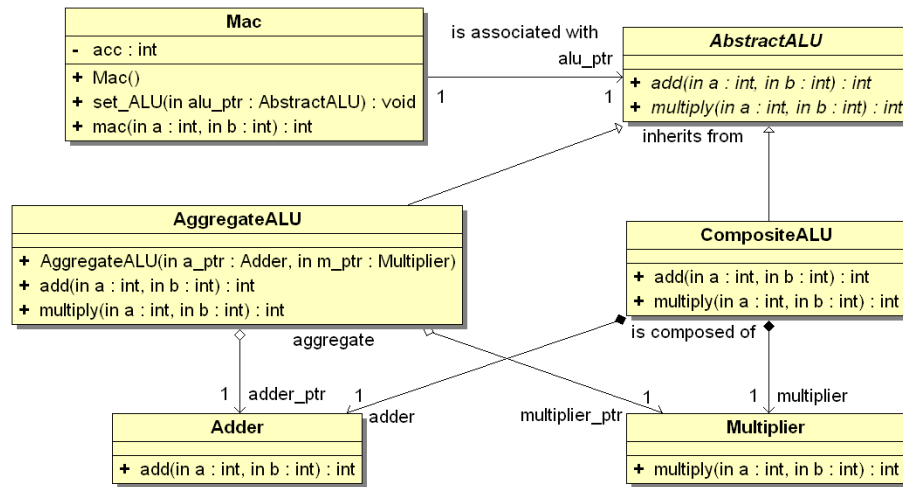 Mac
- acc : int
+ Mac()
+ set_ALU(in alu_ptr : AbstractALU) : void
+ mac(in a : int, in b : int) : int
is associated with
alu_ptr
1
1
AbstractALU
+ add(in a : int, in b : int) : int
+ multiply(in a : int, in b : int) : int
inherits from
AggregateALU
+ AggregateALU(in a_ptr : Adder, in m_ptr : Multiplier)
+ add(in a : int, in b : int) : int
+ multiply(in a : int, in b : int) : int
CompositeALU
+ add(in a : int, in b : int) : int
+ multiply(in a : int, in b : int) : int
aggregate
is composed of
1
adder_ptr
1
adder
1
multiplier_ptr
1
multiplier
Adder
+ add(in a : int, in b : int) : int
Multiplier
+ multiply(in a : int, in b : int) : int